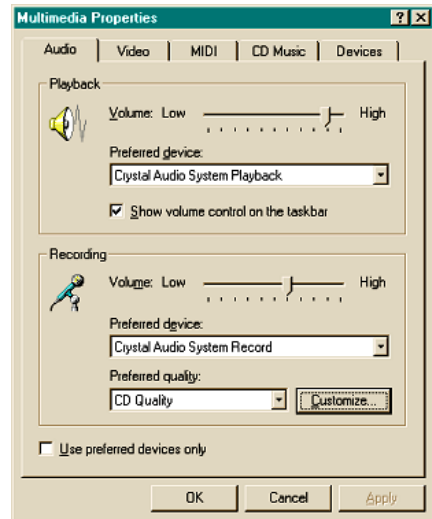 Multimedia Properties ? ×
Audio Video MIDI CD Music Devices
Playback
Volume: Low High
Preferred device:
Crystal Audio System Playback
Show volume control on the taskbar
Recording
Volume: Low High
Preferred device:
Crystal Audio System Record
Preferred quality:
CD Quality Customize...
Use preferred devices only
OK Cancel Apply